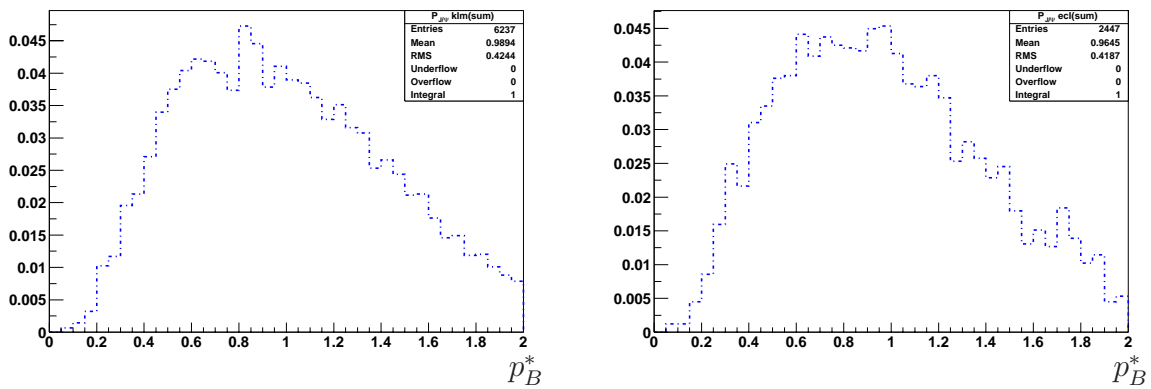 P_J/Ψ klm(sum)
Entries 6237
Mean 0.9894
RMS 0.4244
Underflow 0
Overflow 0
Integral 1
0.045
0.04
0.035
0.03
0.025
0.02
0.015
0.01
0.005
0
0 0.2 0.4 0.6 0.8 1 1.2 1.4 1.6 1.8 2
p*_B
P_J/Ψ ecl(sum)
Entries 2447
Mean 0.9645
RMS 0.4187
Underflow 0
Overflow 0
Integral 1
0.045
0.04
0.035
0.03
0.025
0.02
0.015
0.01
0.005
0
0 0.2 0.4 0.6 0.8 1 1.2 1.4 1.6 1.8 2
p*_B